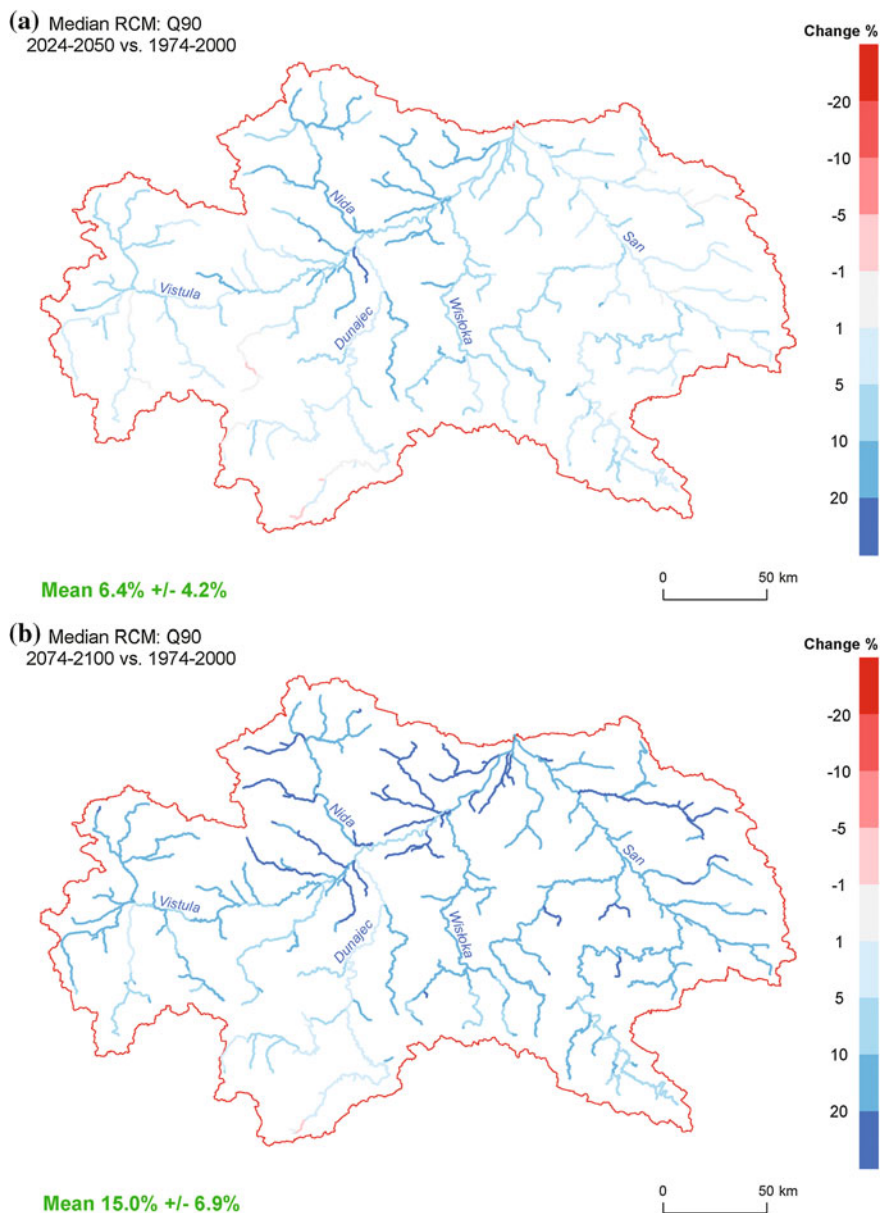 (a) Median RCM: Q90
2024-2050 vs. 1974-2000
Change %
-20
-10
-5
-1
1
5
10
20
Nida
San
Vistula
Dunajec
Wisłoka
Mean 6.4% +/- 4.2%
0 50 km
(b) Median RCM: Q90
2074-2100 vs. 1974-2000
Change %
-20
-10
-5
-1
1
5
10
20
Nida
San
Vistula
Dunajec
Wisłoka
Mean 15.0% +/- 6.9%
0 50 km